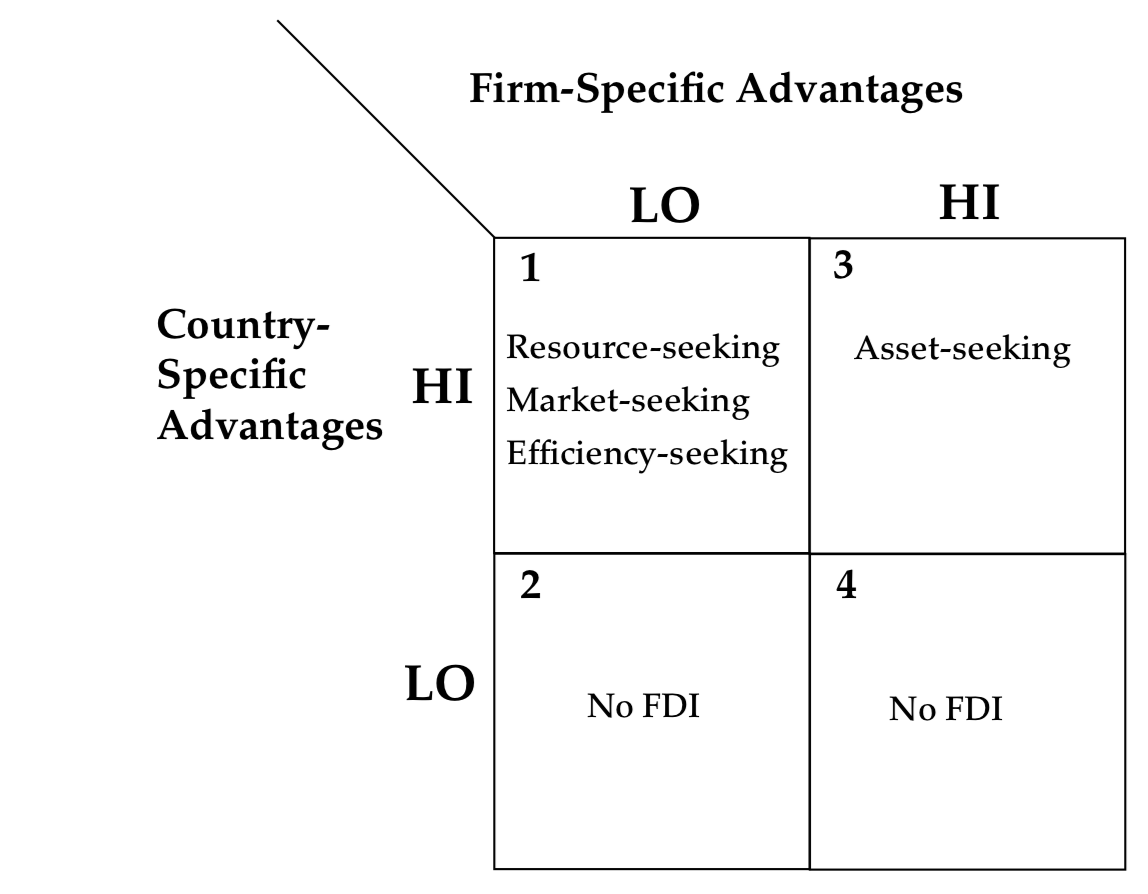 Firm-Specific Advantages
LO
HI
Country-
Specific
Advantages
HI
1
Resource-seeking
Market-seeking
Efficiency-seeking
3
Asset-seeking
LO
2
No FDI
4
No FDI